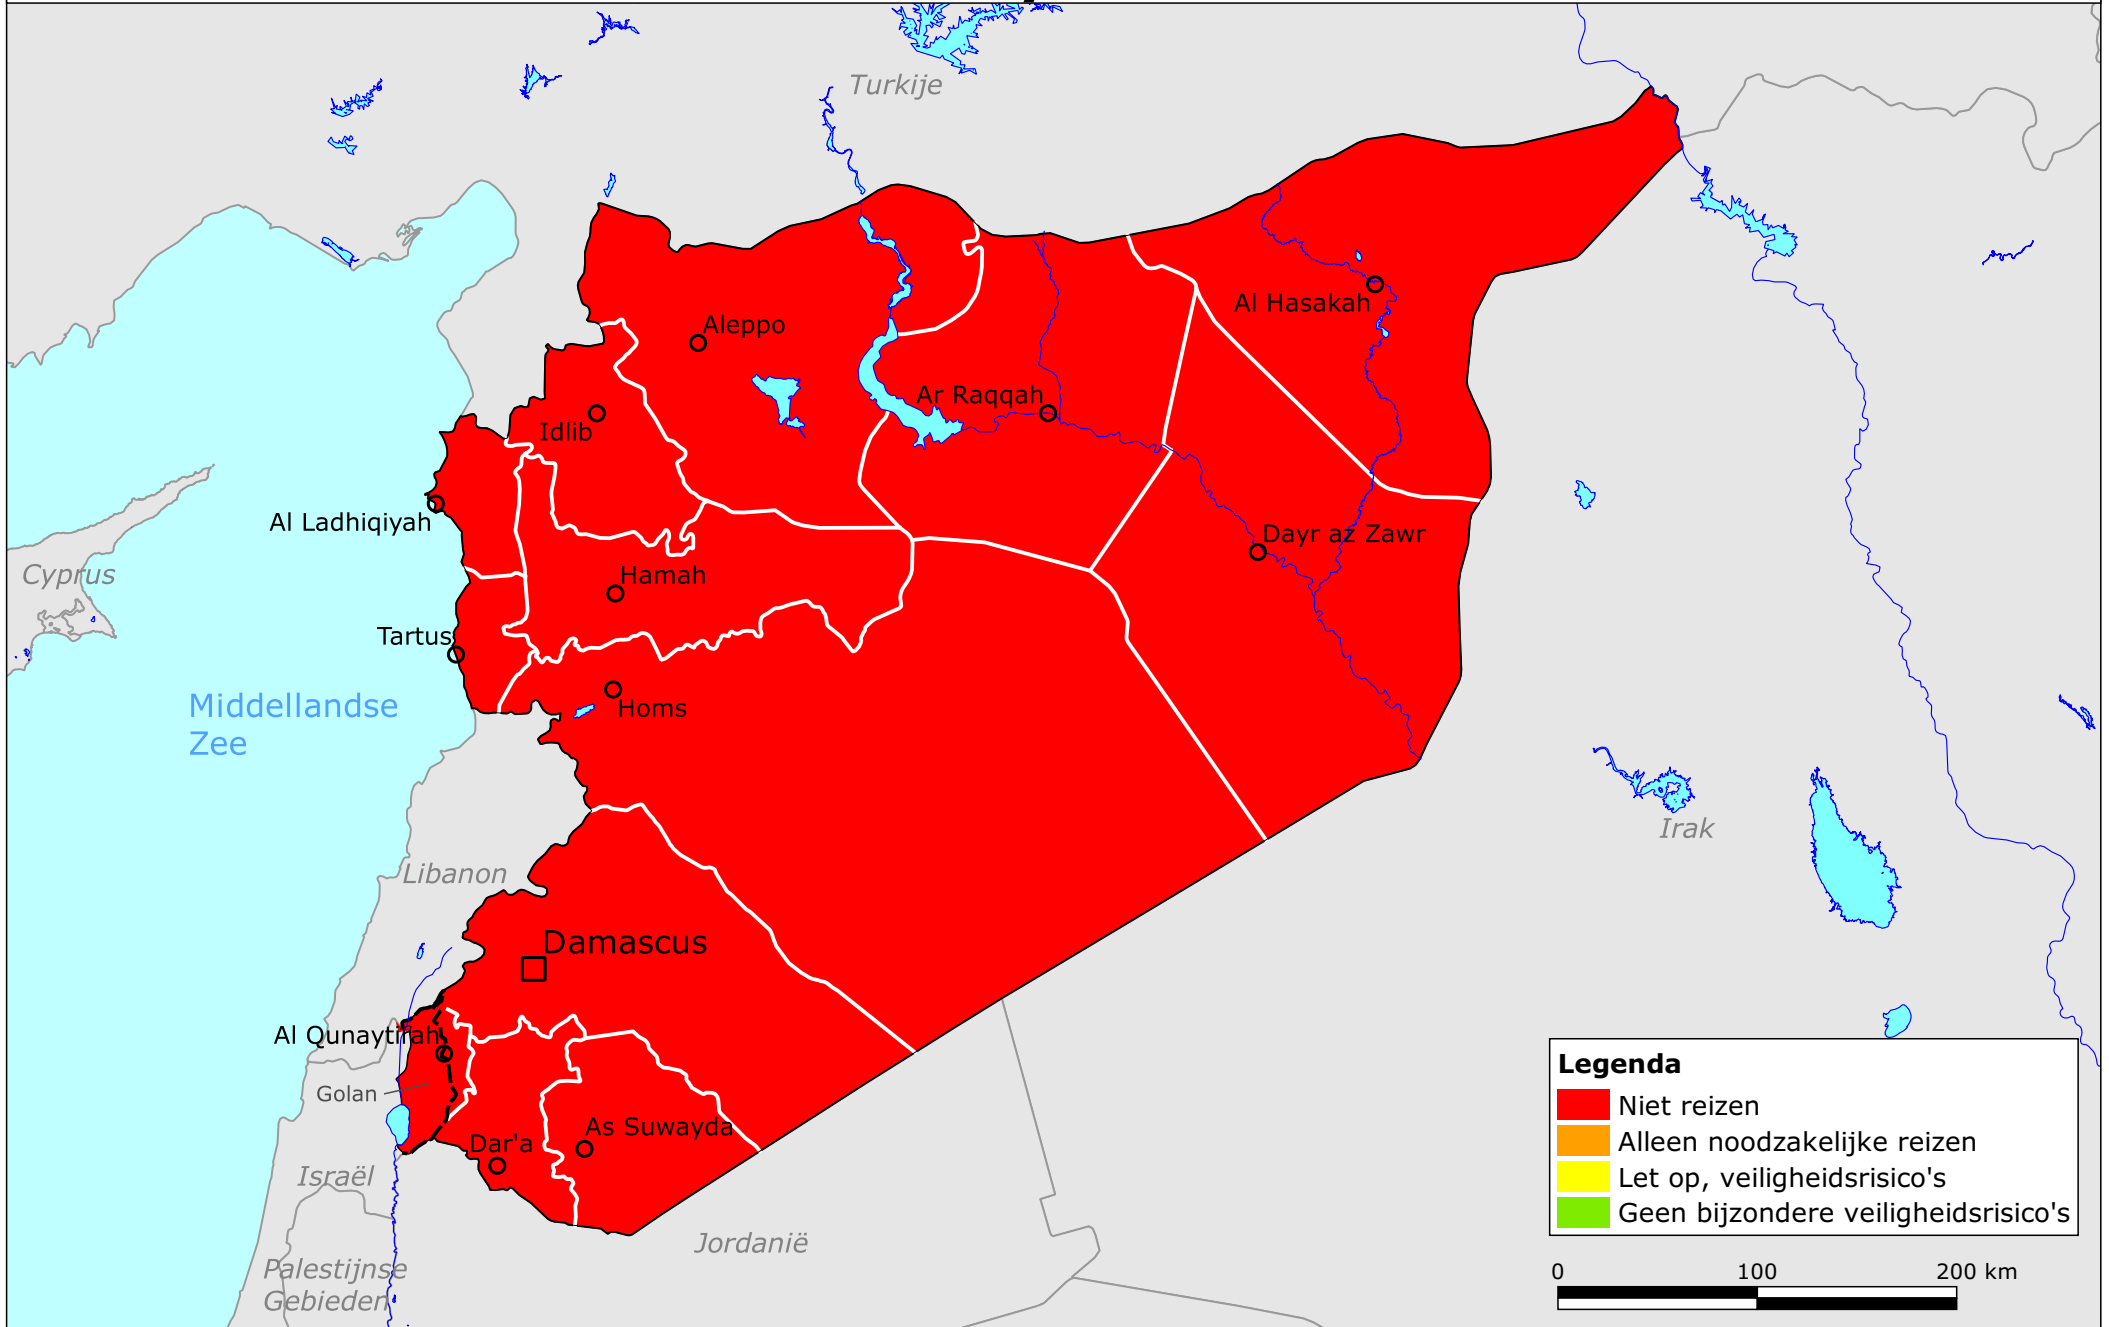 Turkije
Al Hasakah
Aleppo
Ar Raqqah
Idlib
Al Ladhiqiyah
Dayr az Zawr
Cyprus
Hamah
Tartus
Middellandse
Zee
Homs
Irak
Libanon
Damascus
Al Qunaytirah
Golan
As Suwayda
Dar'a
Israël
Jordanië
Palestijnse
Gebieden
Legenda
Niet reizen
Alleen noodzakelijke reizen
Let op, veiligheidsrisico's
Geen bijzondere veiligheidsrisico's
0 100 200 km